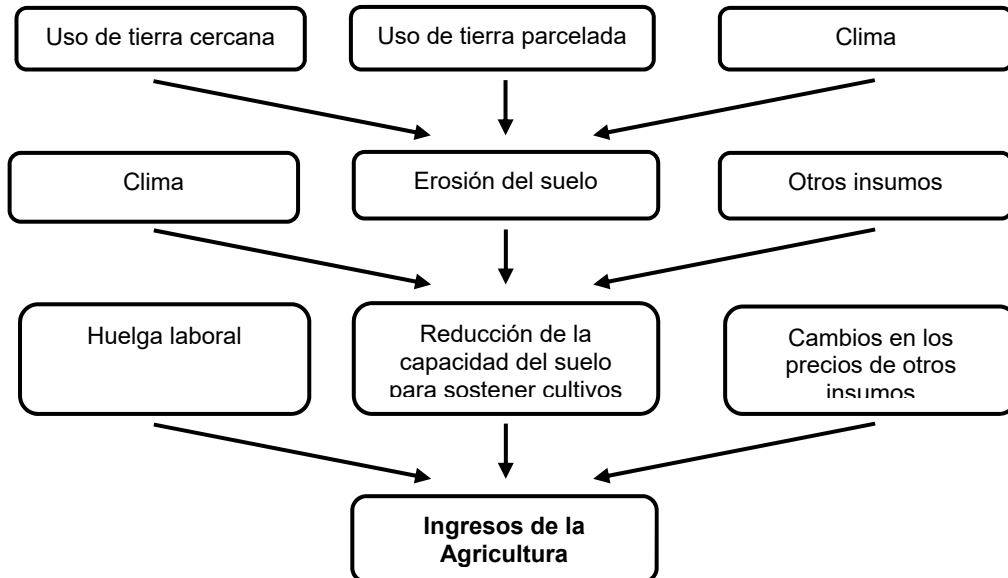 Uso de tierra cercana
Uso de tierra parcelada
Clima
Clima
Erosión del suelo
Otros insumos
Huelga laboral
Reducción de la
capacidad del suelo
para sostener cultivos
Cambios en los
precios de otros
insumos
Ingresos de la
Agricultura